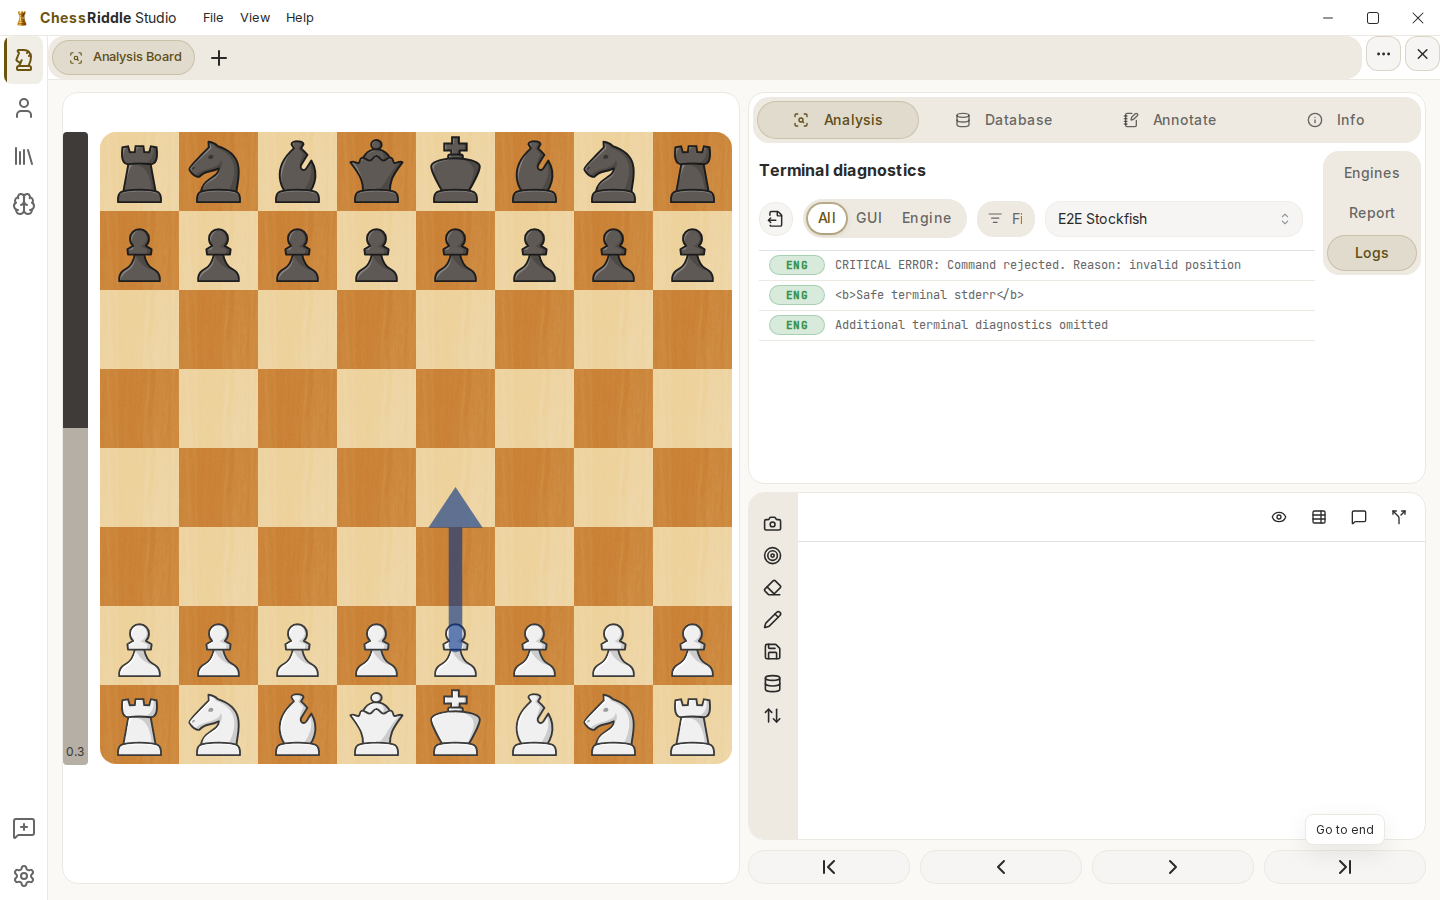 ChessRiddle Studio File View Help
Analysis Board
Analysis Database Annotate Info
Terminal diagnostics
Engines
Report
Logs
All GUI Engine Fi E2E Stockfish
ENG CRITICAL ERROR: Command rejected. Reason: invalid position
ENG <b>Safe terminal stderr</b>
ENG Additional terminal diagnostics omitted
0.3
Go to end